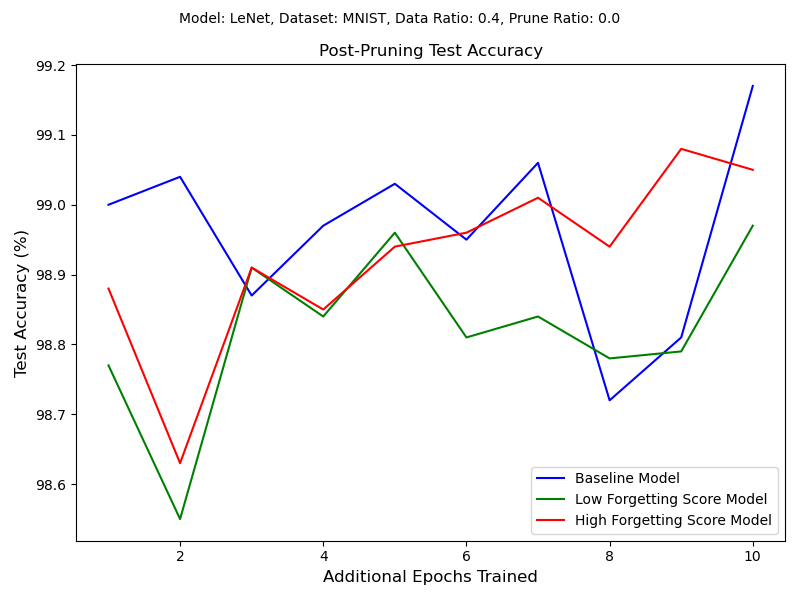 Model: LeNet, Dataset: MNIST, Data Ratio: 0.4, Prune Ratio: 0.0
Post-Pruning Test Accuracy
99.2
99.1
99.0
98.9
98.8
98.7
98.6
Test Accuracy (%)
Baseline Model
Low Forgetting Score Model
High Forgetting Score Model
2 4 6 8 10
Additional Epochs Trained